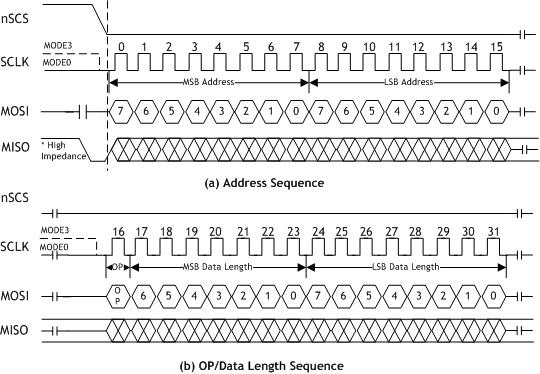 nSCS
MODE3
0 1 2 3 4 5 6 7 8 9 10 11 12 13 14 15
SCLK
MODE0
MSB Address
LSB Address
MOSI
7 6 5 4 3 2 1 0 7 6 5 4 3 2 1 0
MISO
* High
Impedance
(a) Address Sequence
nSCS
MODE3
16 17 18 19 20 21 22 23 24 25 26 27 28 29 30 31
SCLK
MODE0
OP
MSB Data Length
LSB Data Length
MOSI
O
P
6 5 4 3 2 1 0 7 6 5 4 3 2 1 0
MISO
(b) OP/Data Length Sequence